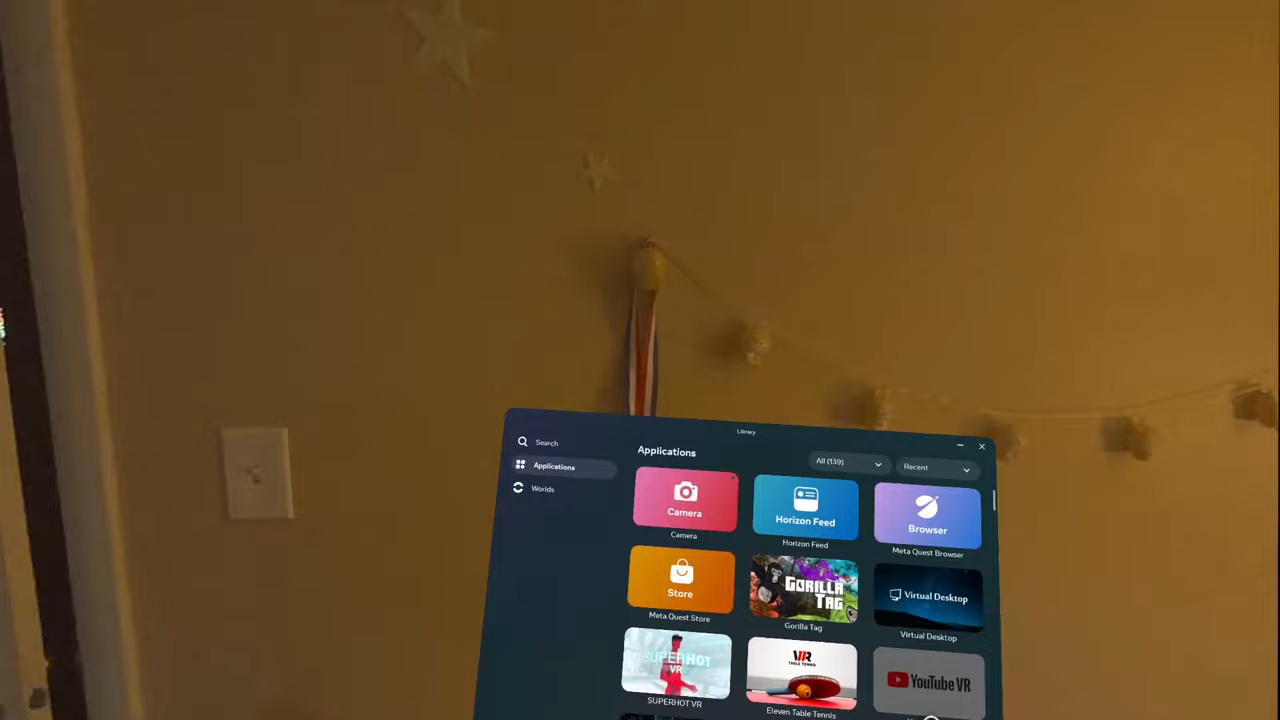 Library
Search
Applications
Worlds
Applications
All (139)
Recent
Camera
Camera
Horizon Feed
Horizon Feed
Browser
Meta Quest Browser
Store
Meta Quest Store
GORILLA
TAG
Gorilla Tag
Virtual Desktop
Virtual Desktop
SUPERHOT
VR
SUPERHOT VR
VR
TABLE TENNIS
Eleven Table Tennis
YouTube VR